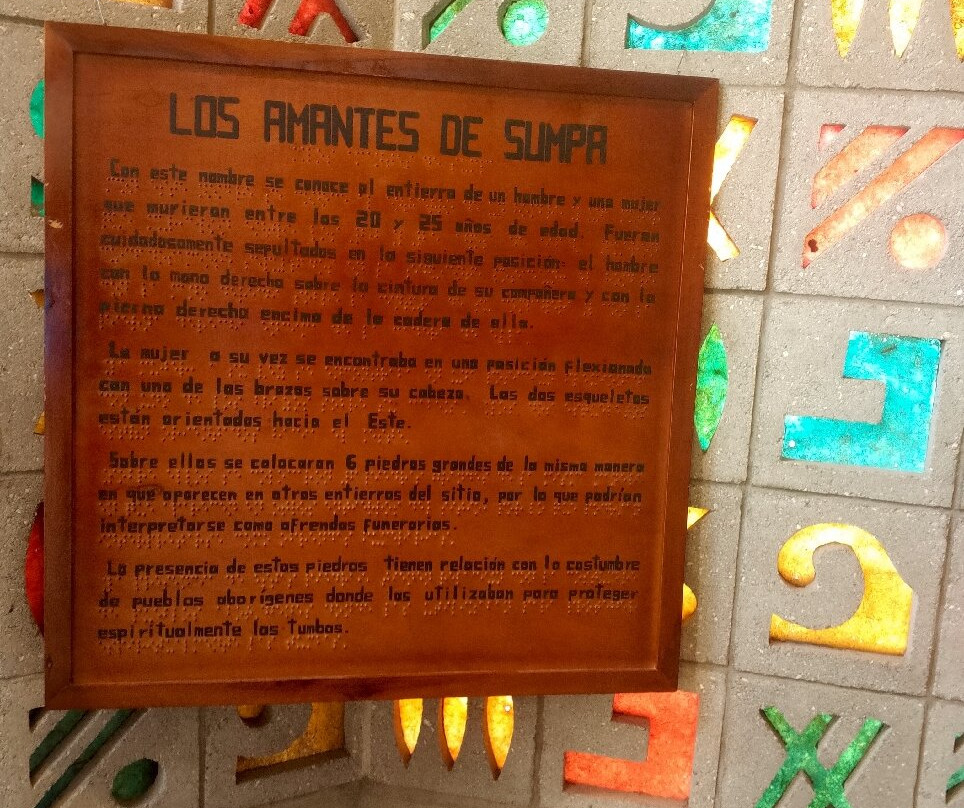 LOS AMANTES DE SUMPA
Con este nombre se conoce al entierro de un hombre y una mujer
que murieron entre los 20 y 25 años de edad. Fueron
cuidadosamente sepultados en la siguiente posición: el hombre
con la mano derecha sobre la cintura de su compañera y con la
pierna derecha encima de la cadera de ella.
La mujer a su vez se encontraba en una posición flexionada
con uno de los brazos sobre su cabeza. Los dos esqueletos
están orientados hacia el Este.
Sobre ellos se colocaron 6 piedras grandes de la misma manera
en que aparecen en otros entierros del sitio, por lo que podrían
interpretarse como ofrendas funerarias.
La presencia de estas piedras tienen relación con la costumbre
de pueblos aborígenes donde las utilizaban para proteger
espiritualmente las tumbas.